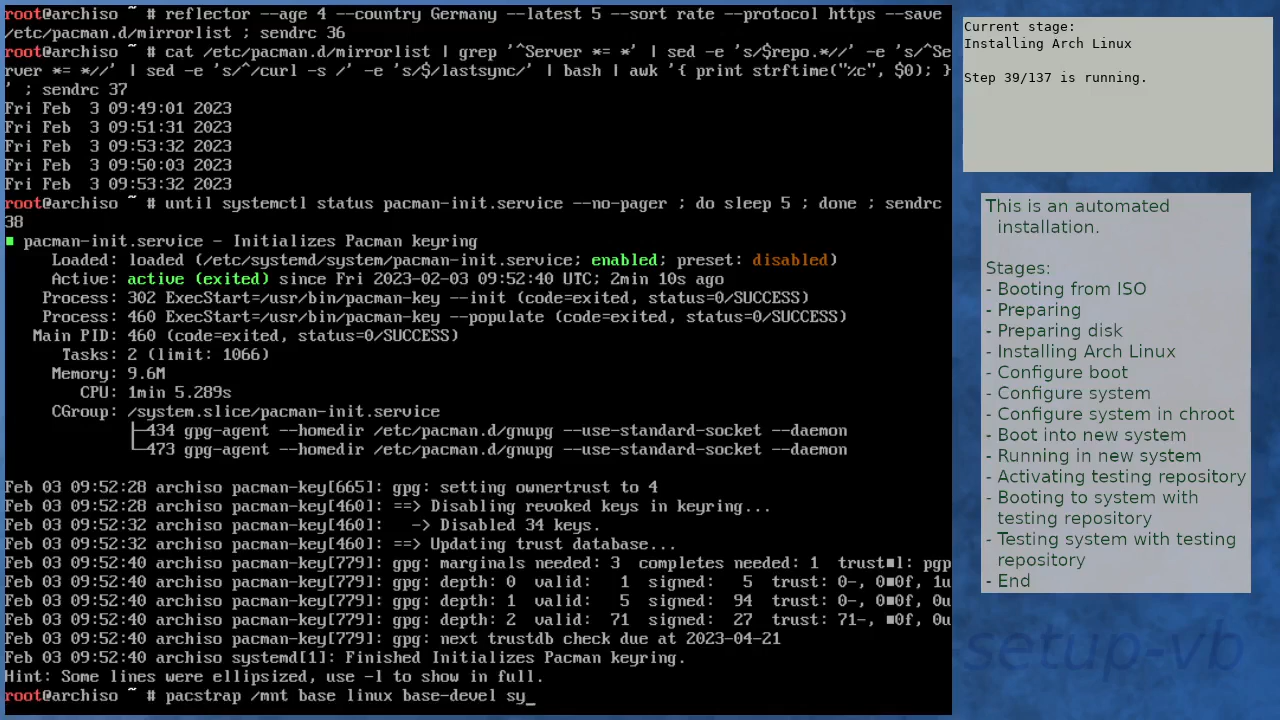 root@archiso ~ # reflector --age 4 --country Germany --latest 5 --sort rate --protocol https --save
/etc/pacman.d/mirrorlist ; sendrc 36
root@archiso ~ # cat /etc/pacman.d/mirrorlist | grep '^Server *= *' | sed -e 's/$repo.*//' -e 's/^Se
rver *= *//' | sed -e 's/^/curl -s /' -e 's/$/lastsync/' | bash | awk '{ print strftime("%c", $0); }
' ; sendrc 37
Fri Feb  3 09:49:01 2023
Fri Feb  3 09:51:31 2023
Fri Feb  3 09:53:32 2023
Fri Feb  3 09:50:03 2023
Fri Feb  3 09:53:32 2023
root@archiso ~ # until systemctl status pacman-init.service --no-pager ; do sleep 5 ; done ; sendrc
38
■ pacman-init.service - Initializes Pacman keyring
     Loaded: loaded (/etc/systemd/system/pacman-init.service; enabled; preset: disabled)
     Active: active (exited) since Fri 2023-02-03 09:52:40 UTC; 2min 10s ago
    Process: 302 ExecStart=/usr/bin/pacman-key --init (code=exited, status=0/SUCCESS)
    Process: 460 ExecStart=/usr/bin/pacman-key --populate (code=exited, status=0/SUCCESS)
   Main PID: 460 (code=exited, status=0/SUCCESS)
      Tasks: 2 (limit: 1066)
     Memory: 9.6M
        CPU: 1min 5.289s
     CGroup: /system.slice/pacman-init.service
             ├─434 gpg-agent --homedir /etc/pacman.d/gnupg --use-standard-socket --daemon
             └─473 gpg-agent --homedir /etc/pacman.d/gnupg --use-standard-socket --daemon
Feb 03 09:52:28 archiso pacman-key[665]: gpg: setting ownertrust to 4
Feb 03 09:52:28 archiso pacman-key[460]: ==> Disabling revoked keys in keyring...
Feb 03 09:52:32 archiso pacman-key[460]:   -> Disabled 34 keys.
Feb 03 09:52:32 archiso pacman-key[460]: ==> Updating trust database...
Feb 03 09:52:40 archiso pacman-key[779]: gpg: marginals needed: 3  completes needed: 1  trust■l: pgp
Feb 03 09:52:40 archiso pacman-key[779]: gpg: depth: 0  valid:   1  signed:   5  trust: 0-, 0■0f, 1u
Feb 03 09:52:40 archiso pacman-key[779]: gpg: depth: 1  valid:   5  signed:  94  trust: 0-, 0■0f, 0u
Feb 03 09:52:40 archiso pacman-key[779]: gpg: depth: 2  valid:  71  signed:  27  trust: 71-, ■0f, 0u
Feb 03 09:52:40 archiso pacman-key[779]: gpg: next trustdb check due at 2023-04-21
Feb 03 09:52:40 archiso systemd[1]: Finished Initializes Pacman keyring.
Hint: Some lines were ellipsized, use -l to show in full.
root@archiso ~ # pacstrap /mnt base linux base-devel sy_
Current stage:
Installing Arch Linux
Step 39/137 is running.
This is an automated
installation.
Stages:
- Booting from ISO
- Preparing
- Preparing disk
- Installing Arch Linux
- Configure boot
- Configure system
- Configure system in chroot
- Boot into new system
- Running in new system
- Activating testing repository
- Booting to system with
testing repository
- Testing system with testing
repository
- End
setup-vb